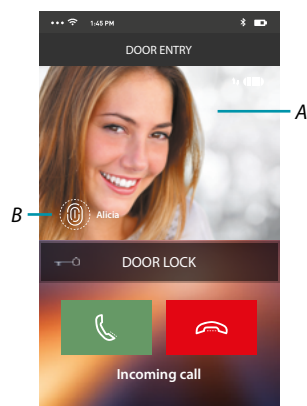 1:45 PM
DOOR ENTRY
A
B
Alicia
DOOR LOCK
Incoming call